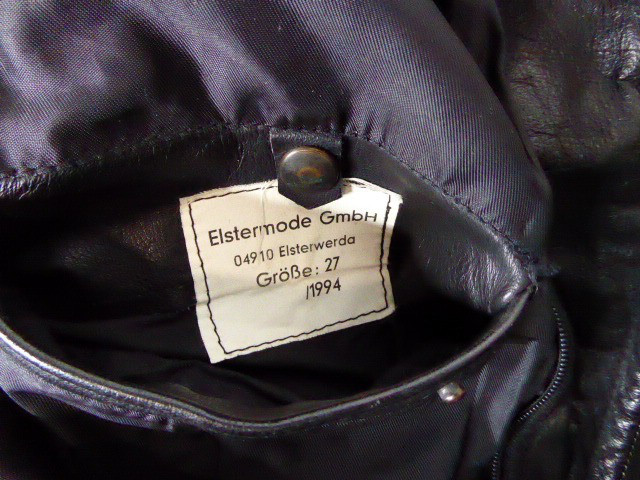 Elstermode GmbH
04910 Elsterwerda
Größe: 27
/1994